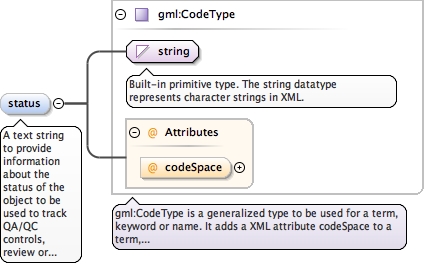 gml:CodeType
string
Built-in primitive type. The string datatype
represents character strings in XML.
status
A text string
to provide
information
about the
status of the
object to be
used to track
QA/QC
controls,
review or...
@ Attributes
@ codeSpace
gml:CodeType is a generalized type to be used for a term,
keyword or name. It adds a XML attribute codeSpace to a
term,...